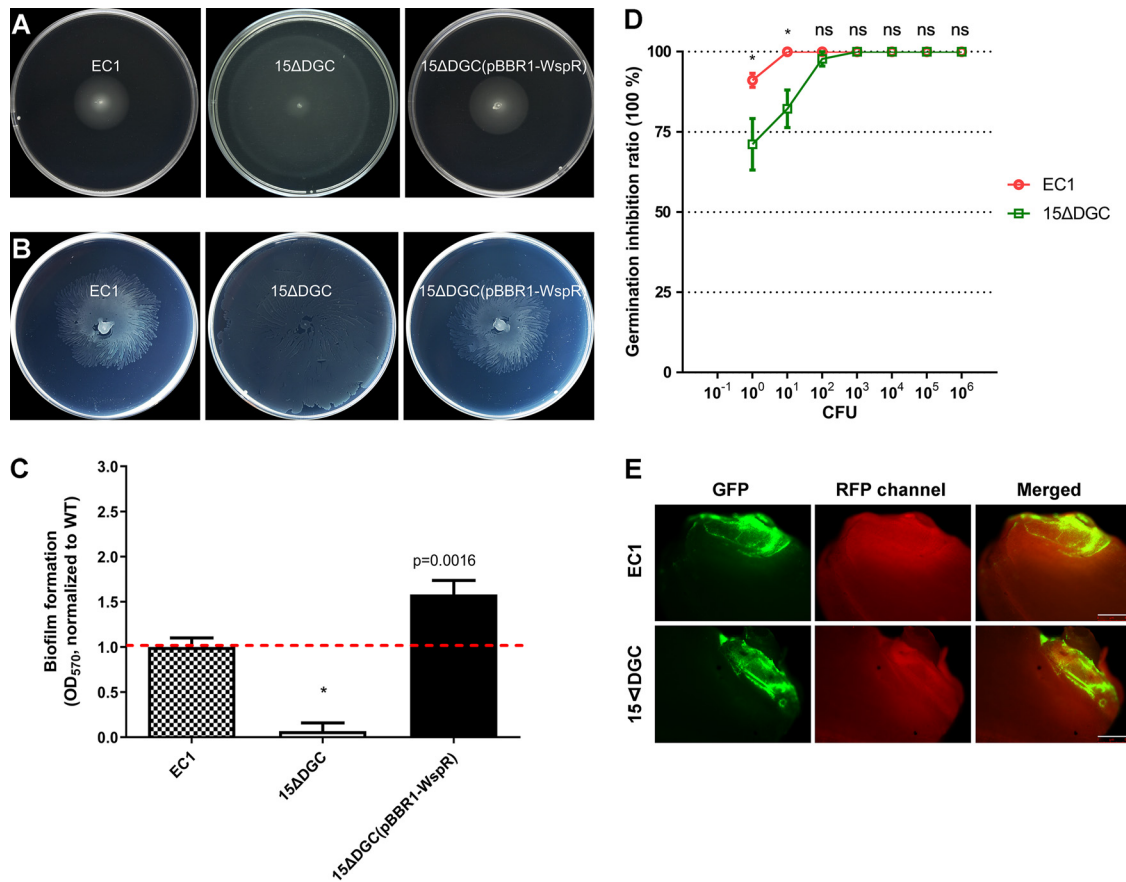 A
EC1
15ΔDGC
15ΔDGC(pBBR1-WspR)
B
EC1
15ΔDGC
15ΔDGC(pBBR1-WspR)
C
Biofilm formation
(OD570, normalized to WT)
3.0
2.5
2.0
1.5
1.0
0.5
0.0
*
p=0.0016
EC1
15ΔDGC
15ΔDGC(pBBR1-WspR)
D
Germination inhibition ratio (100 %)
100
75
50
25
0
* * ns ns ns ns ns
10⁻¹ 10⁰ 10¹ 10² 10³ 10⁴ 10⁵ 10⁶
CFU
EC1
15ΔDGC
E
GFP RFP channel Merged
EC1
15ΔDGC